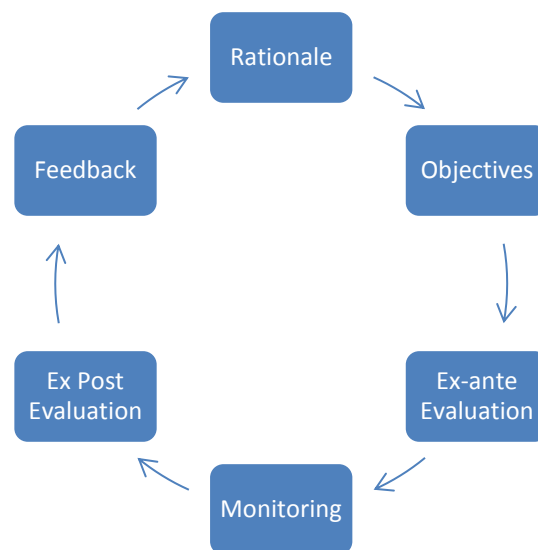 Rationale
Objectives
Ex-ante
Evaluation
Monitoring
Ex Post
Evaluation
Feedback